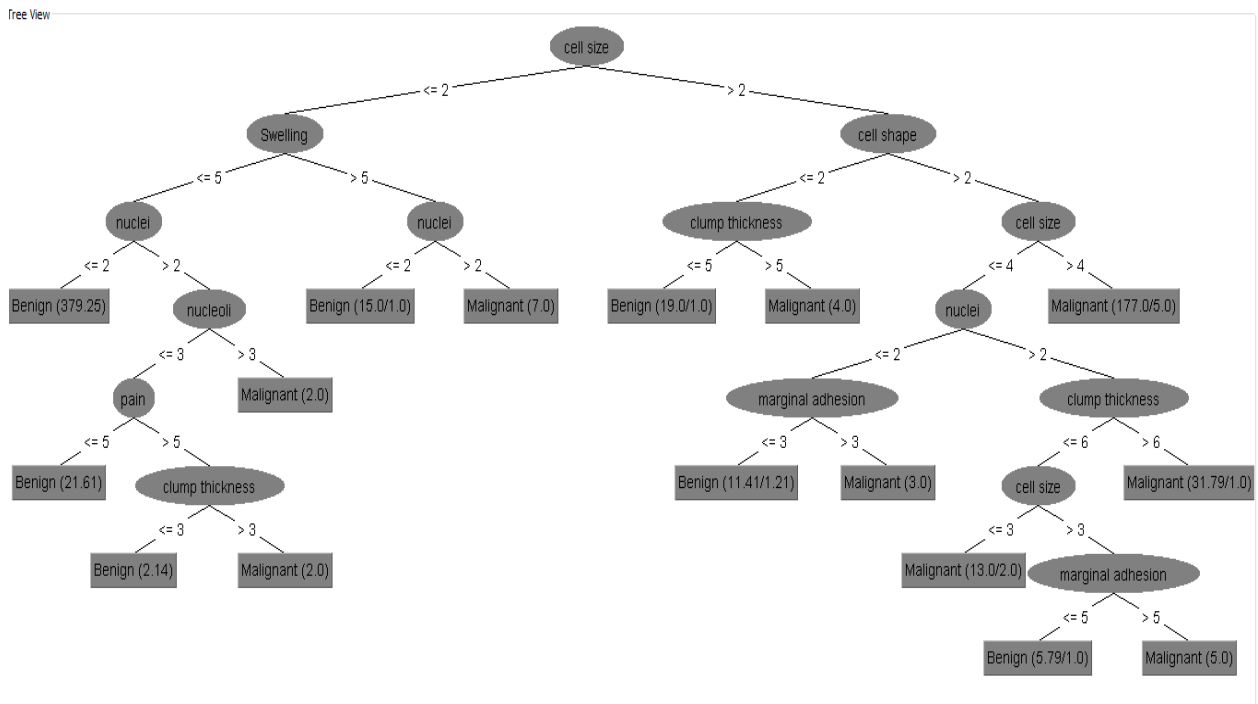 Tree View
cell size
<= 2 > 2
Swelling cell shape
<= 5 > 5 <= 2 > 2
nuclei nuclei clump thickness cell size
<= 2 > 2 <= 2 > 2 <= 5 > 5 <= 4 > 4
Benign (379.25) nucleoli Benign (15.0/1.0) Malignant (7.0) Benign (19.0/1.0) Malignant (4.0) nuclei Malignant (177.0/5.0)
<= 3 > 3 <= 2 > 2
pain Malignant (2.0) marginal adhesion clump thickness
<= 5 > 5 <= 3 > 3 <= 6 > 6
Benign (21.61) clump thickness Benign (11.41/1.21) Malignant (3.0) cell size Malignant (31.79/1.0)
<= 3 > 3 <= 3 > 3
Benign (2.14) Malignant (2.0) Malignant (13.0/2.0) marginal adhesion
<= 5 > 5
Benign (5.79/1.0) Malignant (5.0)